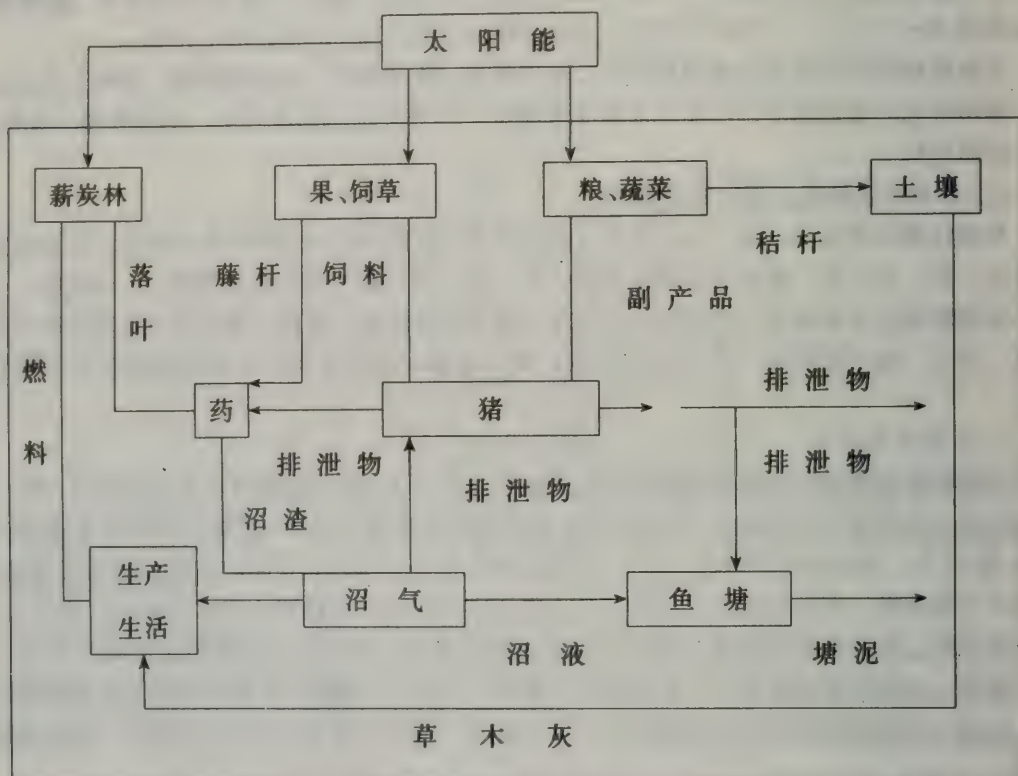 太阳能
薪炭林
果、饲草
粮、蔬菜
土壤
秸杆
落叶
藤杆
饲料
副产品
燃料
药
猪
排泄物
排泄物
排泄物
排泄物
沼渣
生产
生活
沼气
鱼塘
沼液
塘泥
草木灰